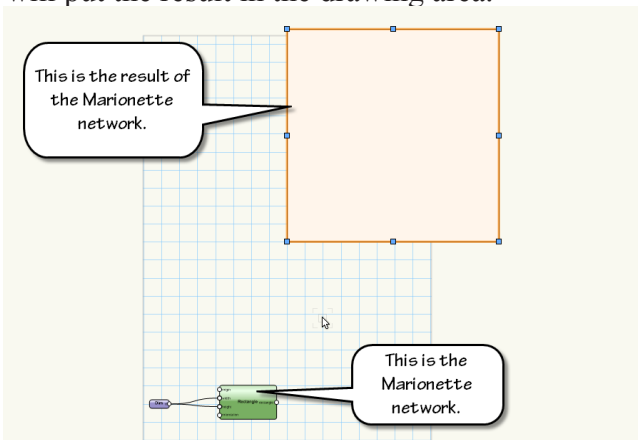 will put the result in the drawing area.
This is the result of
the Marionette
network.
This is the
Marionette
network.
Rectangle